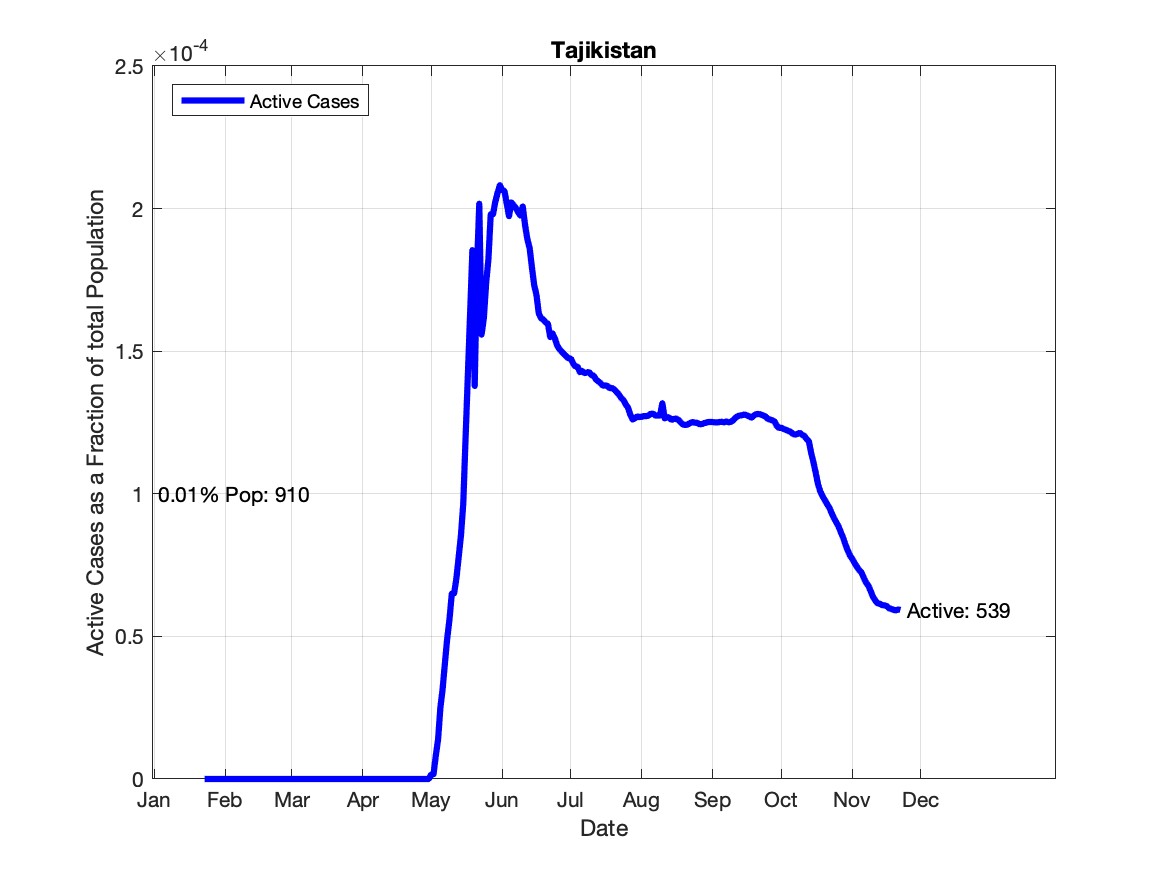 Tajikistan
×10⁻⁴
2.5
Active Cases
2
1.5
1
0.01% Pop: 910
0.5
Active: 539
0
Jan Feb Mar Apr May Jun Jul Aug Sep Oct Nov Dec
Date
Active Cases as a Fraction of total Population